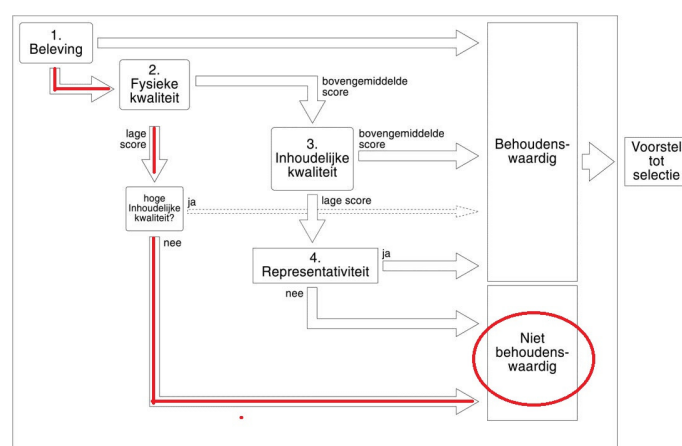 1.
Beleving
2.
Fysieke
kwaliteit
bovengemiddelde
score
lage
score
3.
Inhoudelijke
kwaliteit
bovengemiddelde
score
Behoudens-
waardig
Voorstel
tot
selectie
hoge
Inhoudelijke
kwaliteit?
ja
lage score
nee
4.
Representativiteit
ja
nee
Niet
behoudens-
waardig